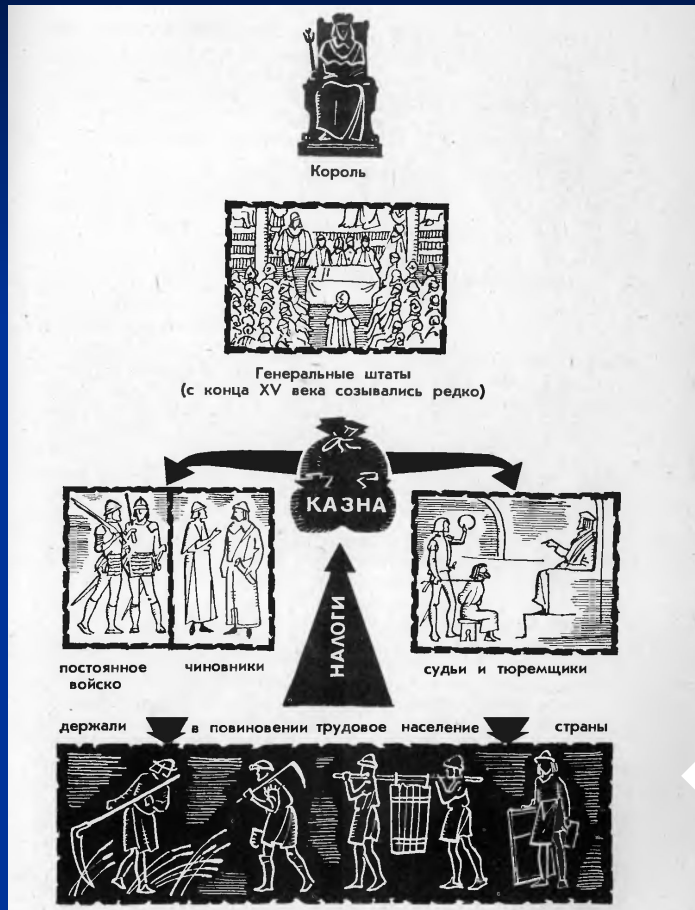 Король
Генеральные штаты
(с конца XV века созывались редко)
КАЗНА
НАЛОГИ
постоянное
войско
чиновники
судьи и тюремщики
держали в повиновении трудовое население страны